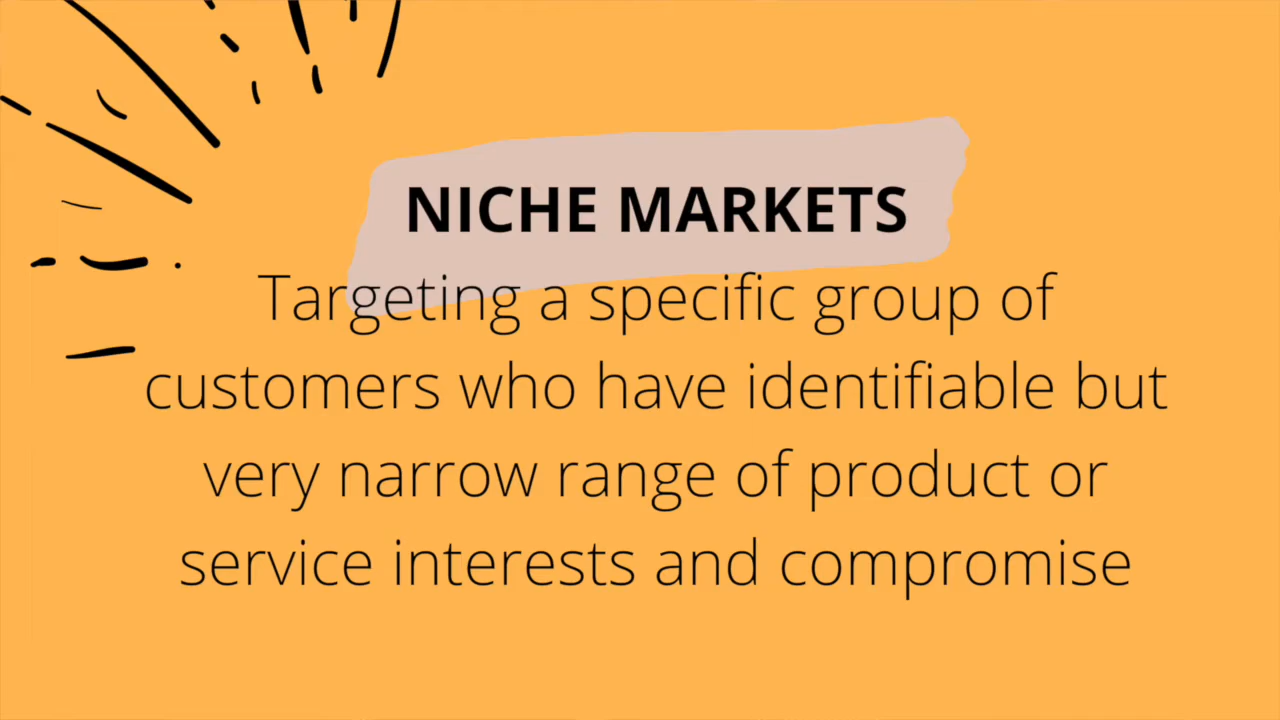 NICHE MARKETS
Targeting a specific group of
customers who have identifiable but
very narrow range of product or
service interests and compromise